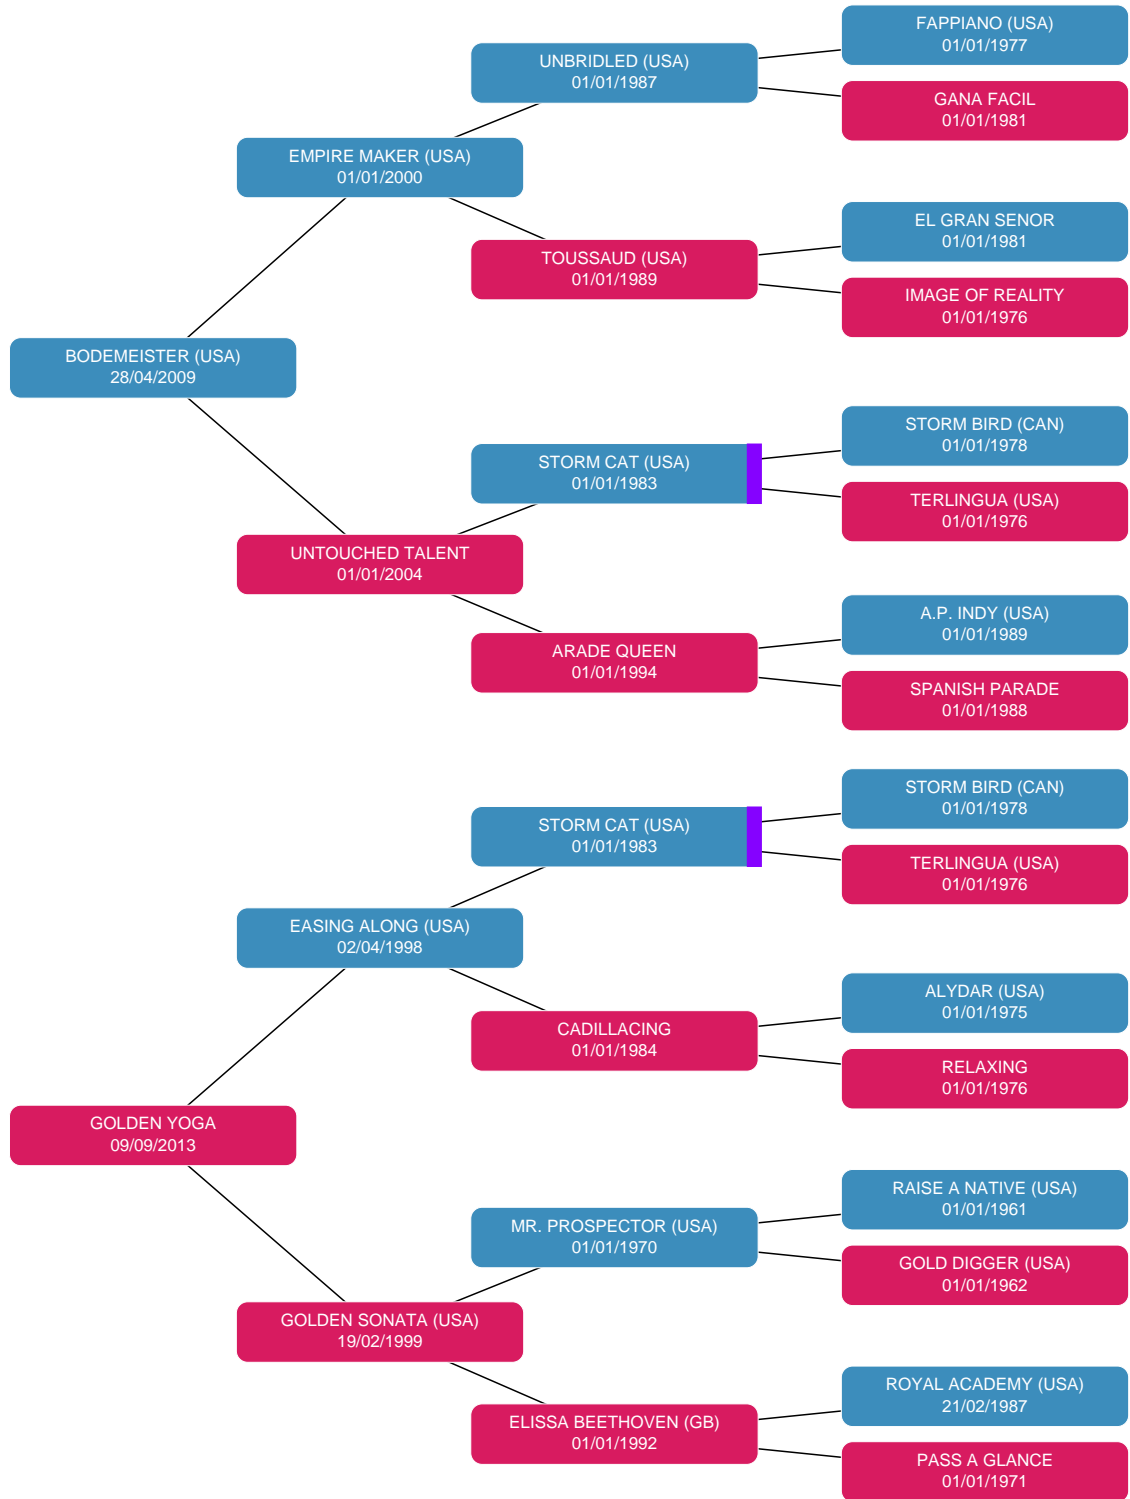 FAPPIANO (USA)
01/01/1977
UNBRIDLED (USA)
01/01/1987
GANA FACIL
01/01/1981
EMPIRE MAKER (USA)
01/01/2000
EL GRAN SENOR
01/01/1981
TOUSSAUD (USA)
01/01/1989
IMAGE OF REALITY
01/01/1976
BODEMEISTER (USA)
28/04/2009
STORM BIRD (CAN)
01/01/1978
STORM CAT (USA)
01/01/1983
TERLINGUA (USA)
01/01/1976
UNTOUCHED TALENT
01/01/2004
A.P. INDY (USA)
01/01/1989
ARADE QUEEN
01/01/1994
SPANISH PARADE
01/01/1988
STORM BIRD (CAN)
01/01/1978
STORM CAT (USA)
01/01/1983
TERLINGUA (USA)
01/01/1976
EASING ALONG (USA)
02/04/1998
ALYDAR (USA)
01/01/1975
CADILLACING
01/01/1984
RELAXING
01/01/1976
GOLDEN YOGA
09/09/2013
RAISE A NATIVE (USA)
01/01/1961
MR. PROSPECTOR (USA)
01/01/1970
GOLD DIGGER (USA)
01/01/1962
GOLDEN SONATA (USA)
19/02/1999
ROYAL ACADEMY (USA)
21/02/1987
ELISSA BEETHOVEN (GB)
01/01/1992
PASS A GLANCE
01/01/1971